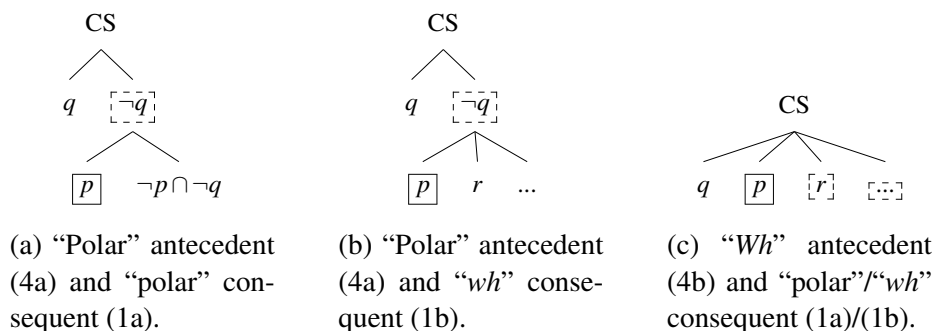 CS
q ¬q
p ¬p ∩ ¬q
(a) “Polar” antecedent
(4a) and “polar” con-
sequent (1a).
CS
q ¬q
p r ...
(b) “Polar” antecedent
(4a) and “wh” conse-
quent (1b).
CS
q p r ...
(c) “Wh” antecedent
(4b) and “polar”/“wh”
consequent (1a)/(1b).